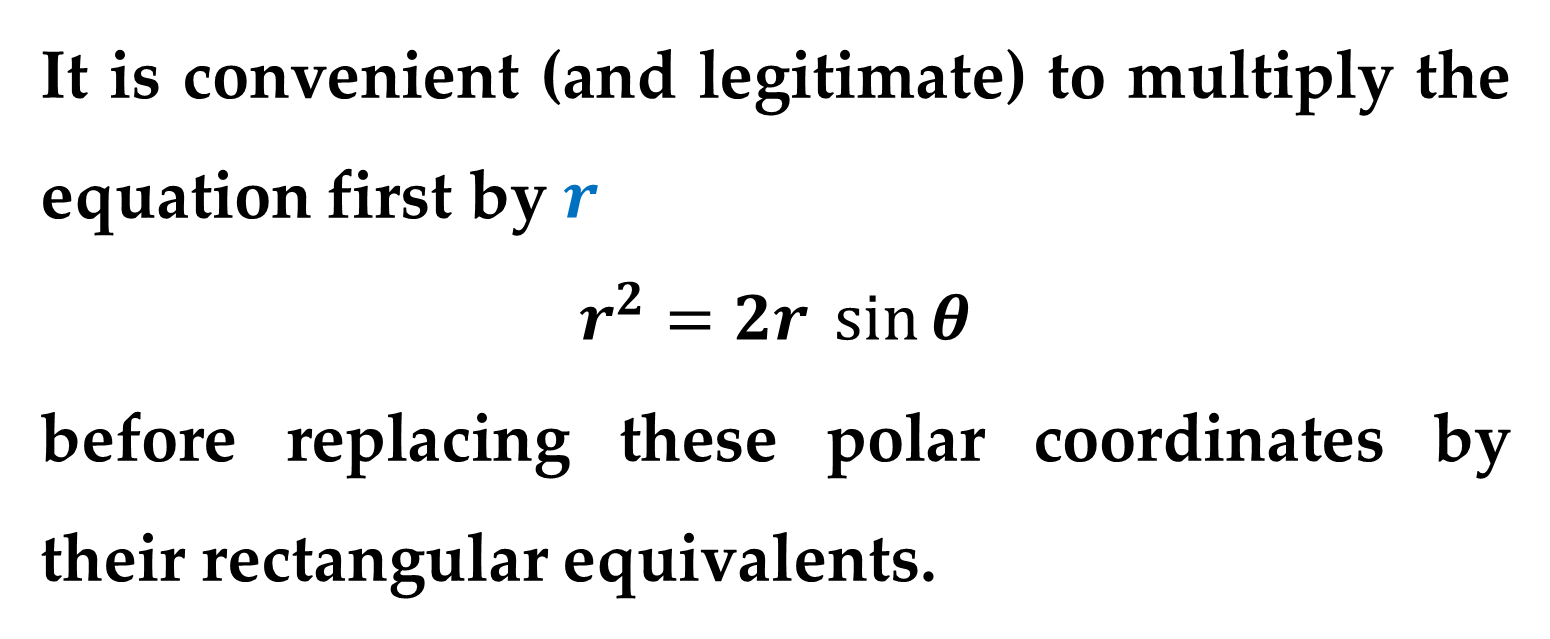 It is convenient (and legitimate) to multiply the
equation first by r
r² = 2r sin θ
before replacing these polar coordinates by
their rectangular equivalents.